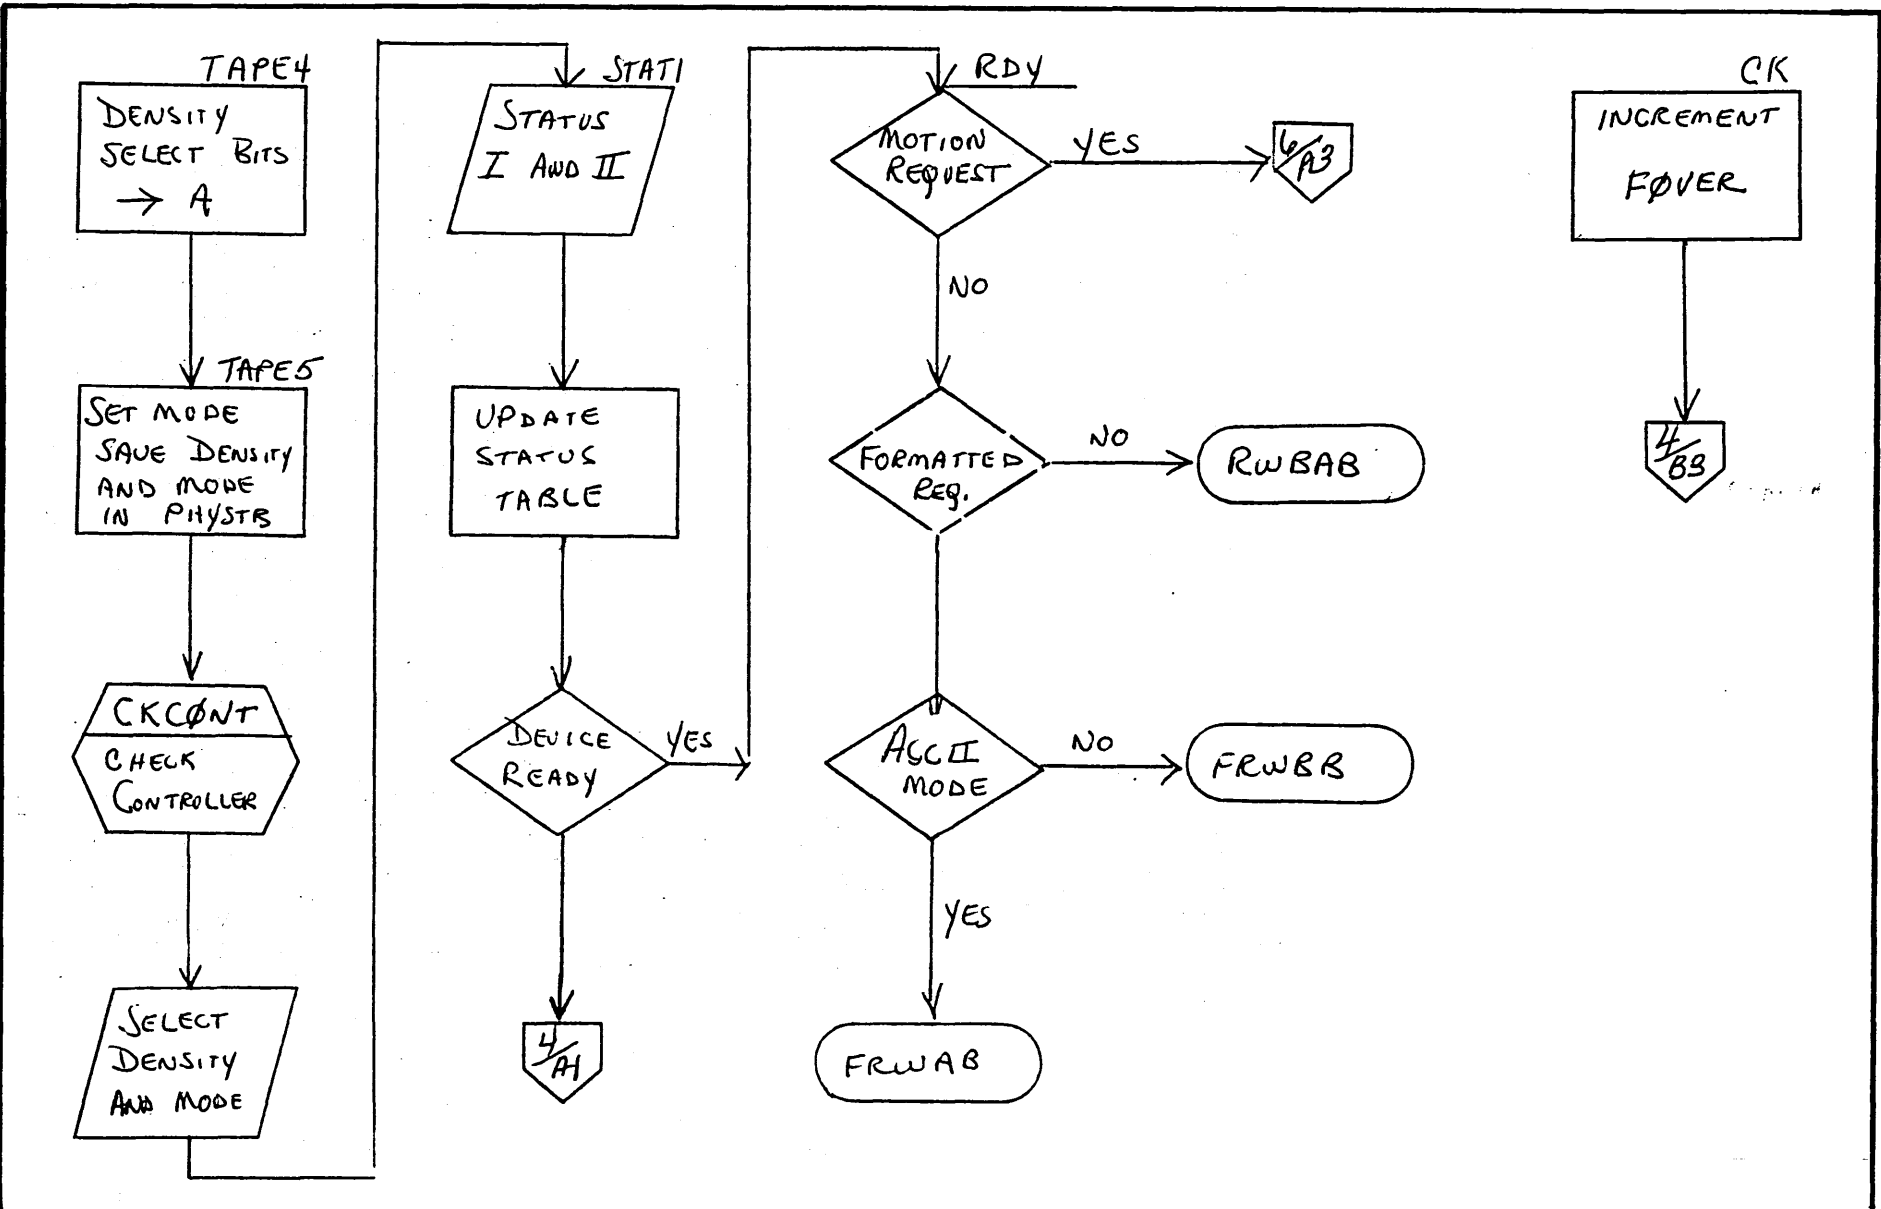 TAPE4
DENSITY
SELECT BITS
→ A
TAPE5
SET MODE
SAVE DENSITY
AND MODE
IN PHYSTB
CKCØNT
CHECK
CONTROLLER
SELECT
DENSITY
AND MODE
STAT1
STATUS
I AND II
UPDATE
STATUS
TABLE
DEVICE
READY
YES
4/A1
RDY
MOTION
REQUEST
YES
6/A3
NO
FORMATTED
REQ.
NO
RWBAB
ASCII
MODE
NO
FRWBB
YES
FRWAB
CK
INCREMENT
FØVER
4/B3